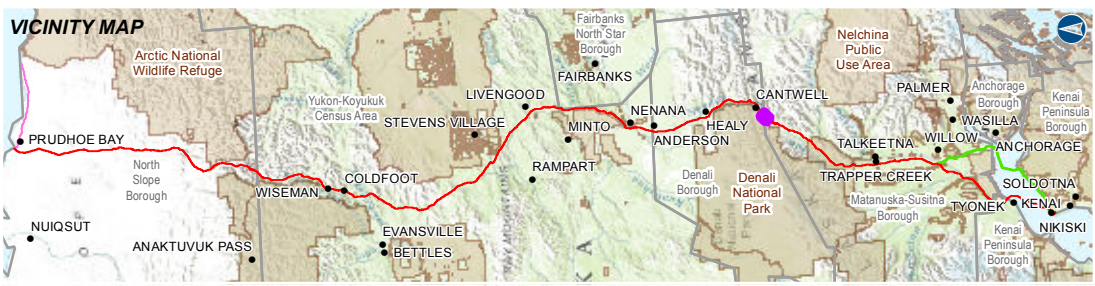 VICINITY MAP
Arctic National
Wildlife Refuge
Fairbanks
North Star
Borough
FAIRBANKS
Nelchina
Public
Use Area
PALMER
Anchorage
Borough
Kenai
Peninsula
Borough
Yukon-Koyukuk
Census Area
LIVENGOOD
STEVENS VILLAGE
NENANA
CANTWELL
WASILLA
PRUDHOE BAY
MINTO
ANDERSON
HEALY
TALKEETNA
WILLOW
ANCHORAGE
North
Slope
Borough
WISEMAN
COLDFOOT
RAMPART
Denali
Borough
Denali
National
Park
TRAPPER CREEK
Matanuska-Susitna
Borough
SOLDOTNA
TYONEK
KENAI
NIKISKI
NUIQSUT
ANAKTUVUK PASS
EVANSVILLE
BETTLES
Kenai
Peninsula
Borough
K A